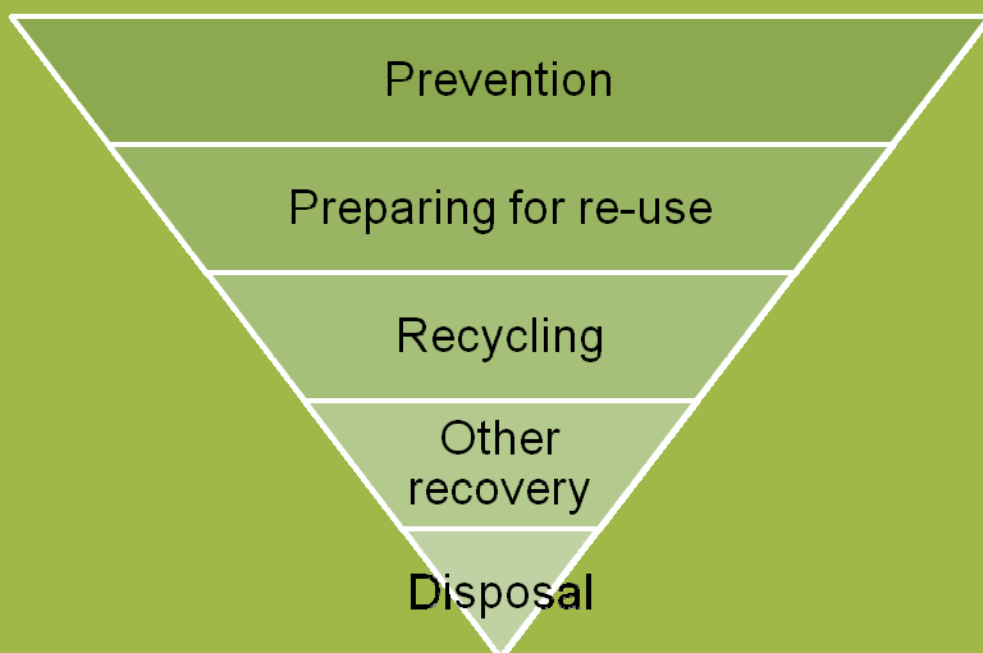 Prevention
Preparing for re-use
Recycling
Other
recovery
Disposal